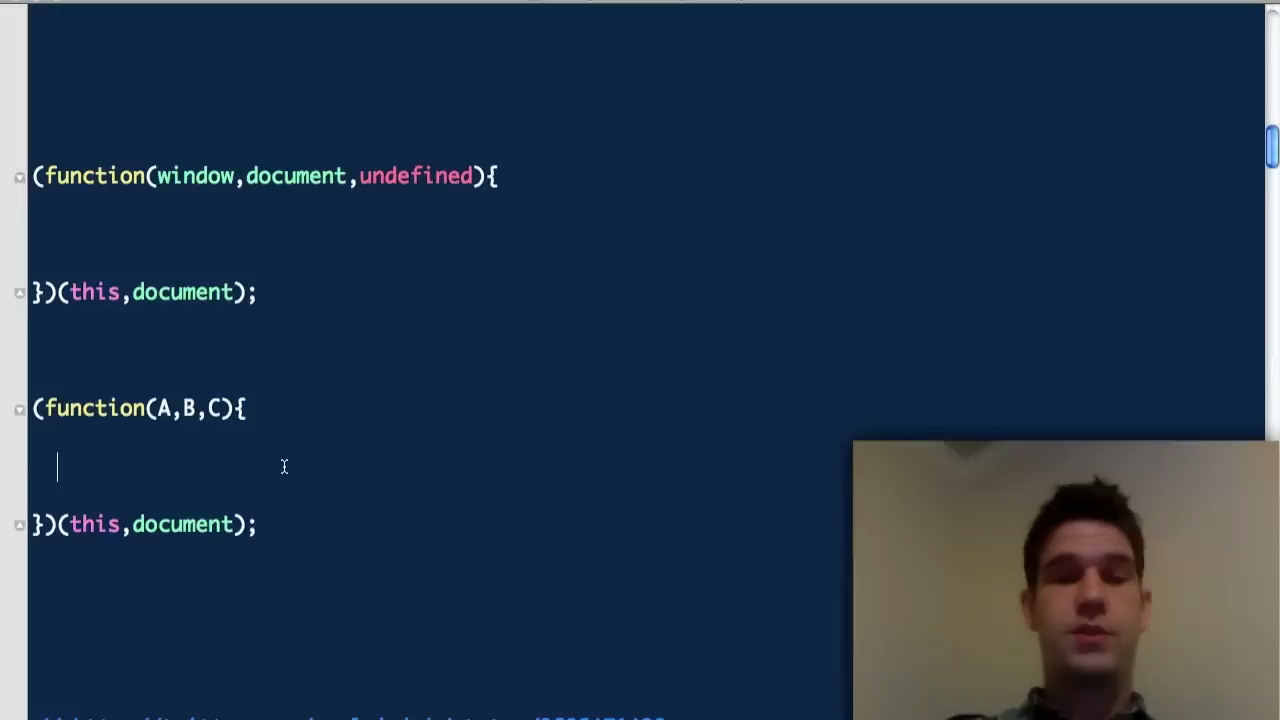 (function(window,document,undefined){
})(this,document);
(function(A,B,C){
})(this,document);